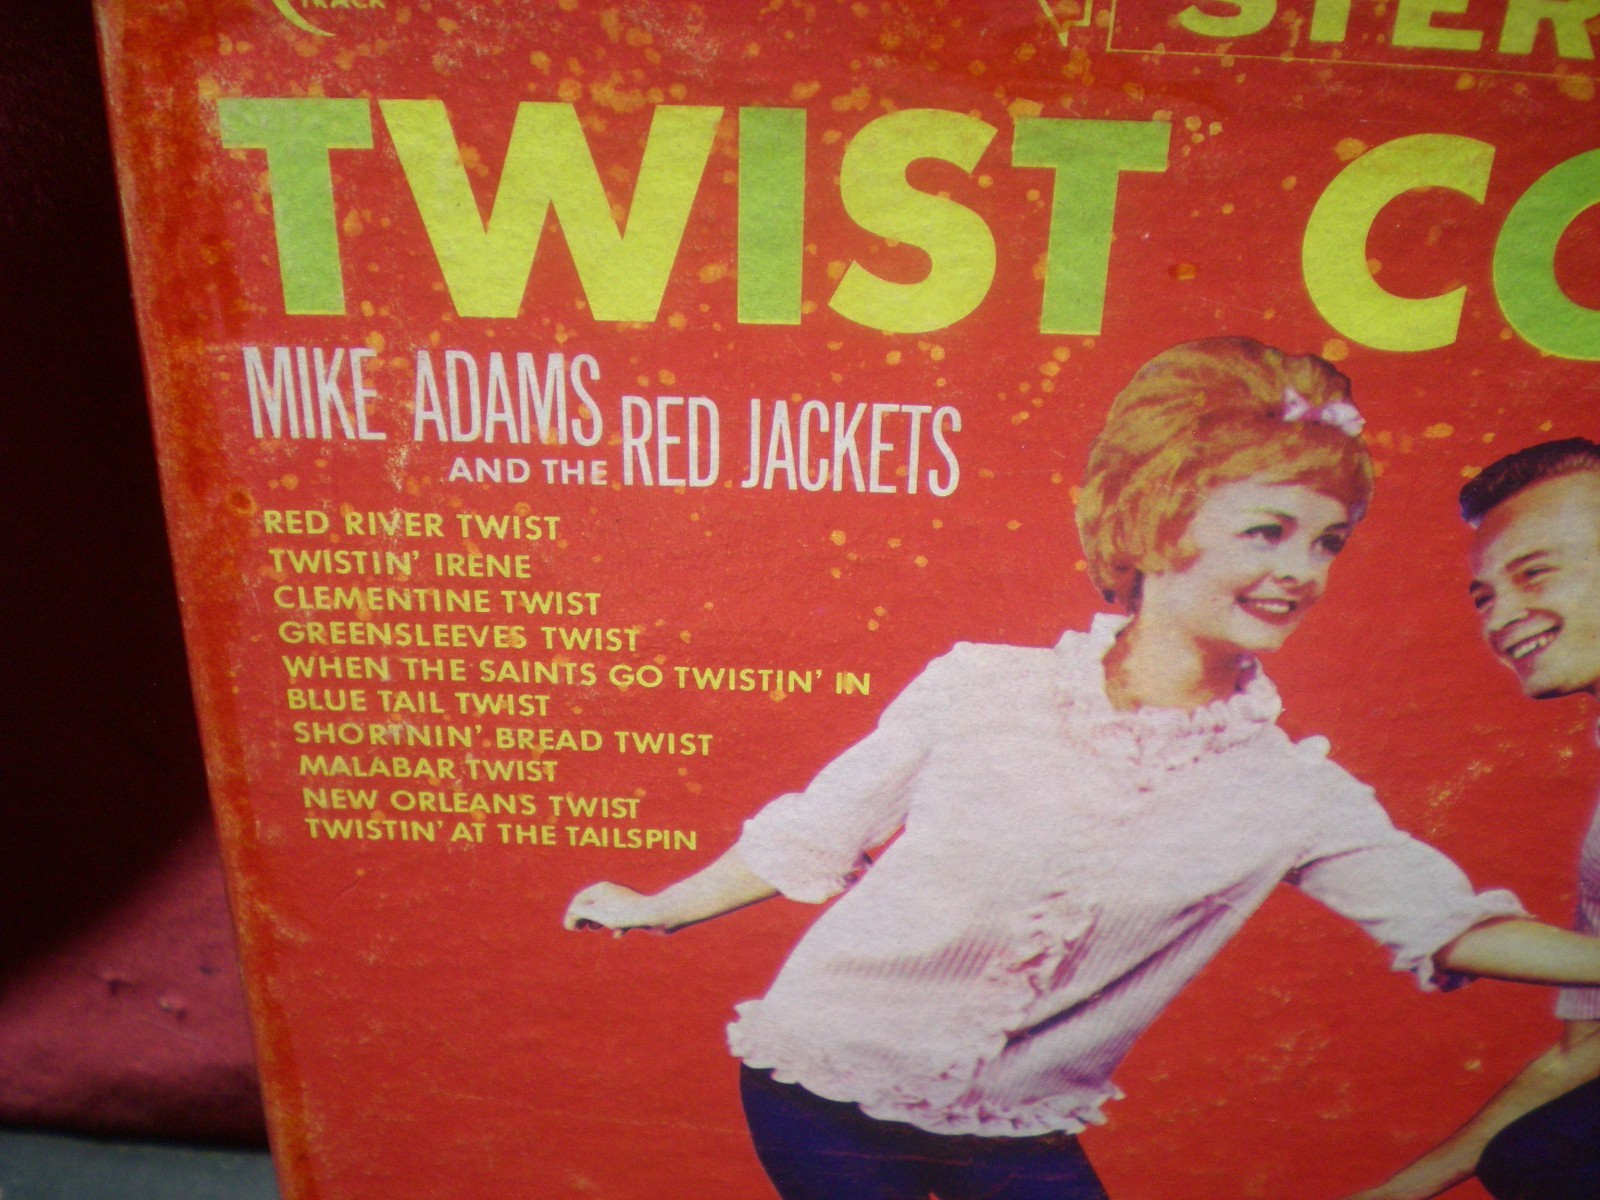 TRACK
STER
TWIST CO
MIKE ADAMS
AND THE RED JACKETS
RED RIVER TWIST
TWISTIN' IRENE
CLEMENTINE TWIST
GREENSLEEVES TWIST
WHEN THE SAINTS GO TWISTIN' IN
BLUE TAIL TWIST
SHORTNIN' BREAD TWIST
MALABAR TWIST
NEW ORLEANS TWIST
TWISTIN' AT THE TAILSPIN